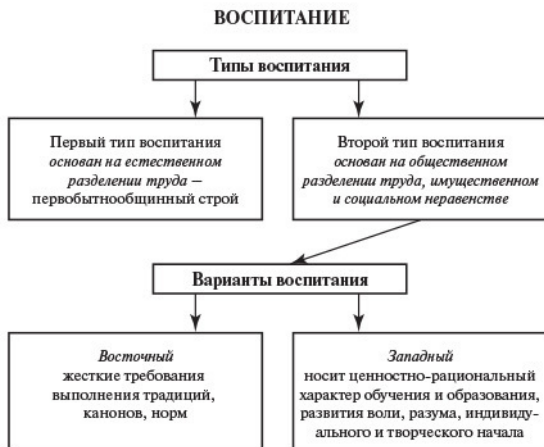 ВОСПИТАНИЕ
Типы воспитания
Первый тип воспитания
основан на естественном
разделении труда –
первобытнообщинный строй
Второй тип воспитания
основан на общественном
разделении труда, имущественном
и социальном неравенстве
Варианты воспитания
Восточный
жесткие требования
выполнения традиций,
канонов, норм
Западный
носит ценностно-рациональный
характер обучения и образования,
развития воли, разума, индивиду-
ального и творческого начала